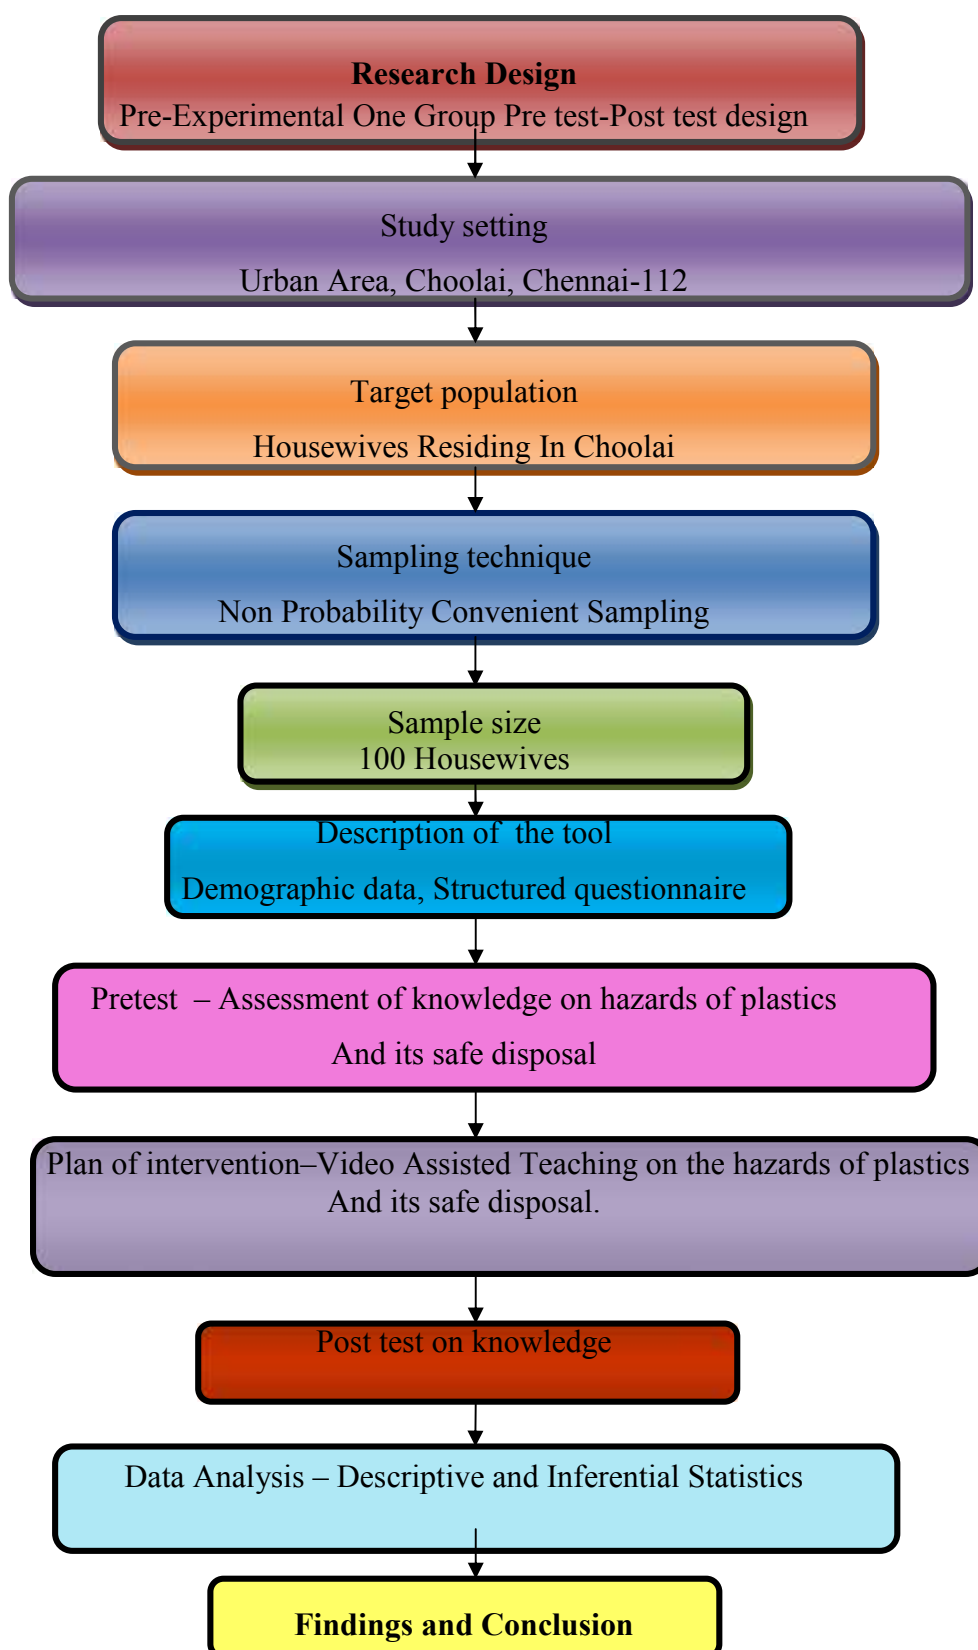 Research Design
Pre-Experimental One Group Pre test-Post test design
Study setting
Urban Area, Choolai, Chennai-112
Target population
Housewives Residing In Choolai
Sampling technique
Non Probability Convenient Sampling
Sample size
100 Housewives
Description of the tool
Demographic data, Structured questionnaire
Pretest – Assessment of knowledge on hazards of plastics
And its safe disposal
Plan of intervention–Video Assisted Teaching on the hazards of plastics
And its safe disposal.
Post test on knowledge
Data Analysis – Descriptive and Inferential Statistics
Findings and Conclusion